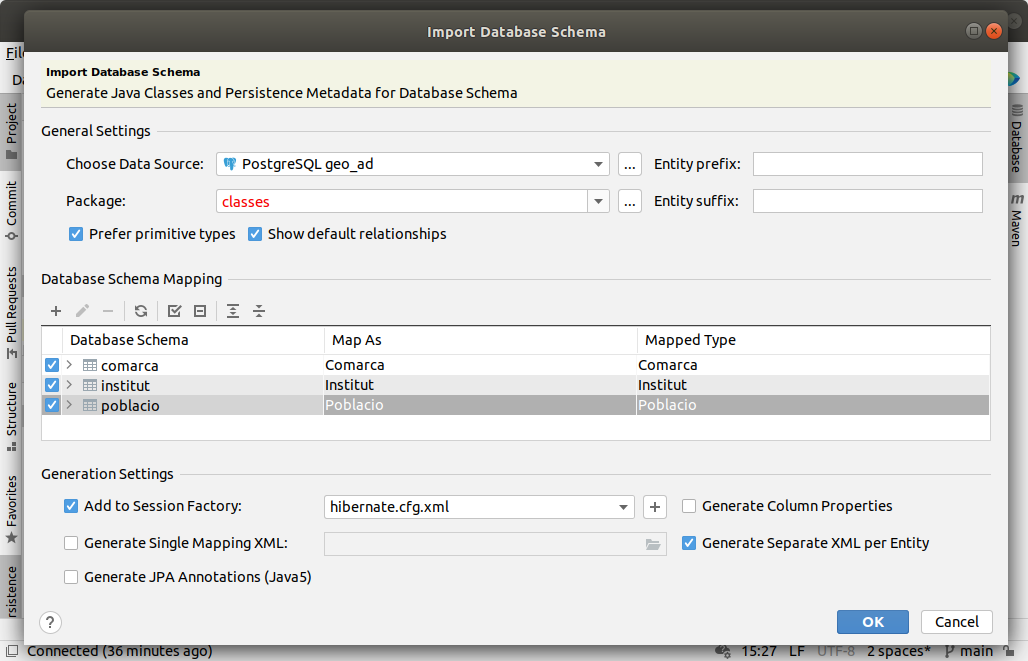 Import Database Schema
Fil
Da
Import Database Schema
Generate Java Classes and Persistence Metadata for Database Schema
General Settings
Choose Data Source: PostgreSQL geo_ad ... Entity prefix:
Package: classes ... Entity suffix:
Prefer primitive types Show default relationships
Database Schema Mapping
Database Schema Map As Mapped Type
comarca Comarca Comarca
institut Institut Institut
poblacio Poblacio Poblacio
Generation Settings
Add to Session Factory: hibernate.cfg.xml Generate Column Properties
Generate Single Mapping XML: Generate Separate XML per Entity
Generate JPA Annotations (Java5)
? OK Cancel
Project
Commit
Pull Requests
Structure
Favorites
rsistence
Database
m Maven
Connected (36 minutes ago) 15:27 LF UTF-8 2 spaces* main